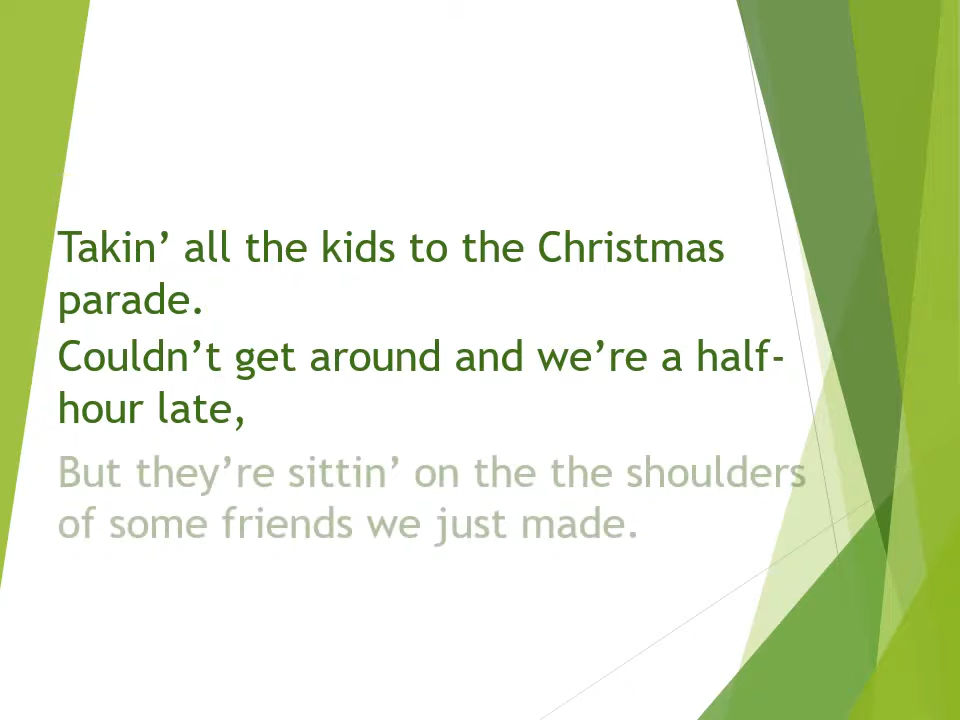 Takin’ all the kids to the Christmas
parade.
Couldn’t get around and we’re a half-
hour late,
But they’re sittin’ on the the shoulders
of some friends we just made.